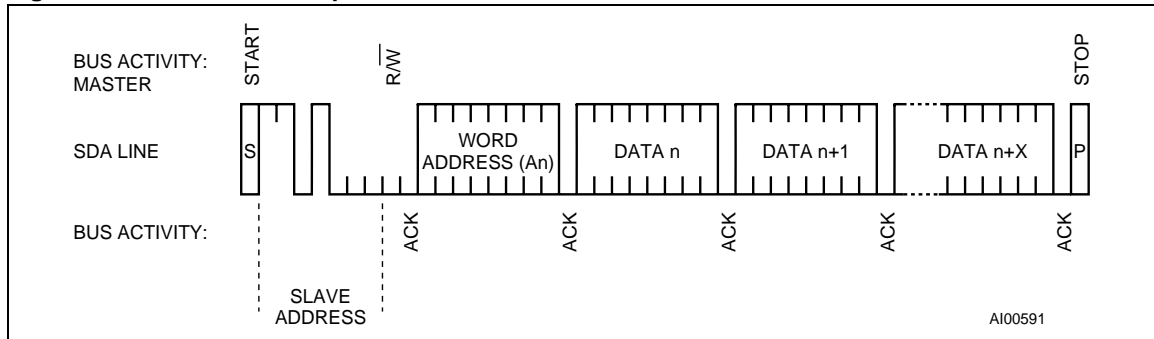 BUS ACTIVITY:
MASTER
START
R/W
STOP
SDA LINE
S
WORD
ADDRESS (An)
DATA n
DATA n+1
DATA n+X
P
BUS ACTIVITY:
ACK
ACK
ACK
ACK
ACK
SLAVE
ADDRESS
AI00591